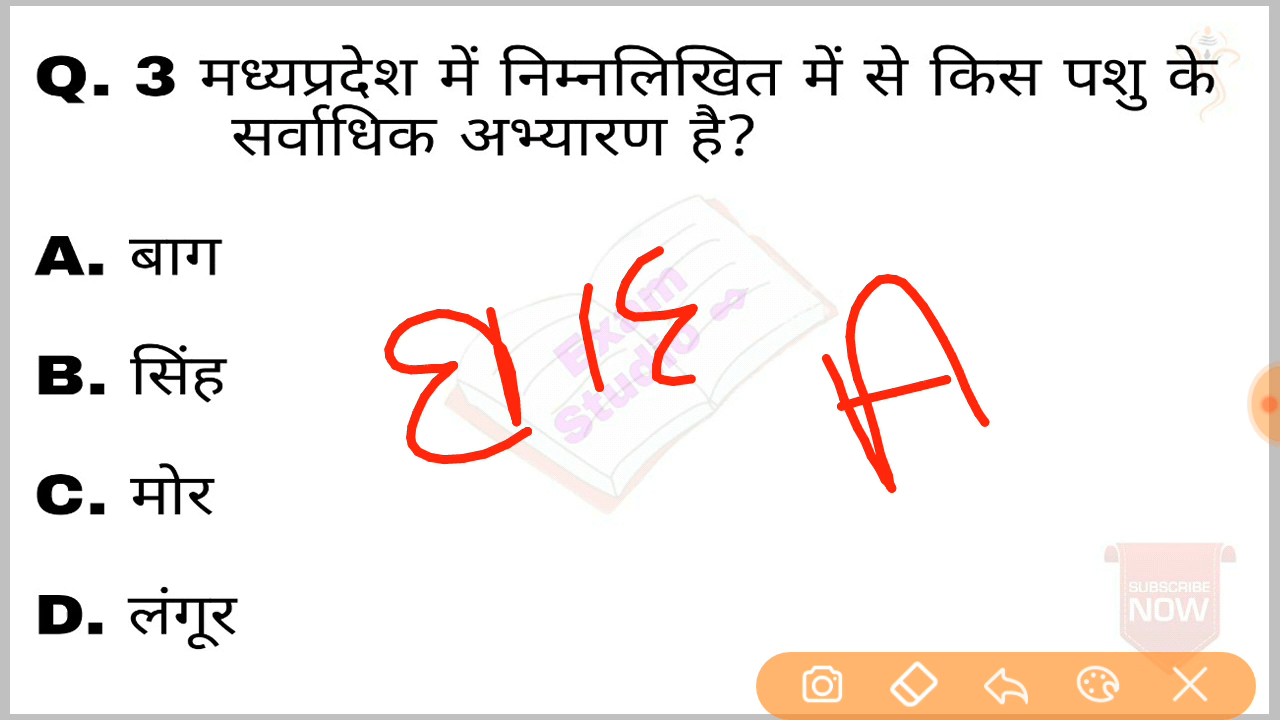 Q. 3 मध्यप्रदेश में निम्नलिखित में से किस पशु के
सर्वाधिक अभ्यारण है?
A. बाग
B. सिंह
C. मोर
D. लंगूर
Exam
Studio
A
SUBSCRIBE
NOW